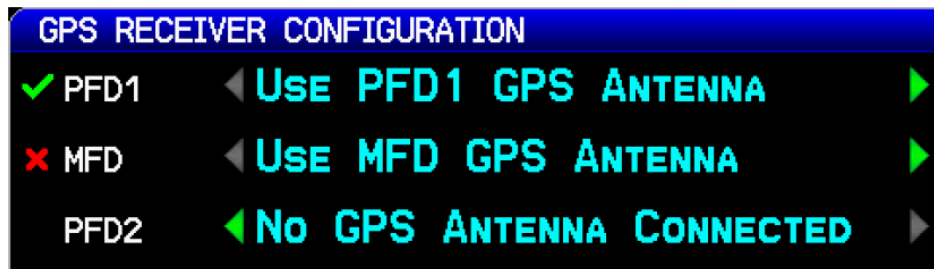 GPS RECEIVER CONFIGURATION
PFD1 USE PFD1 GPS ANTENNA
MFD USE MFD GPS ANTENNA
PFD2 NO GPS ANTENNA CONNECTED